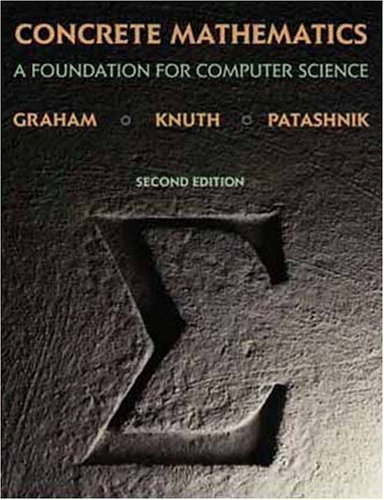 CONCRETE MATHEMATICS
A FOUNDATION FOR COMPUTER SCIENCE
GRAHAM ○ KNUTH ○ PATASHNIK
SECOND EDITION
Σ